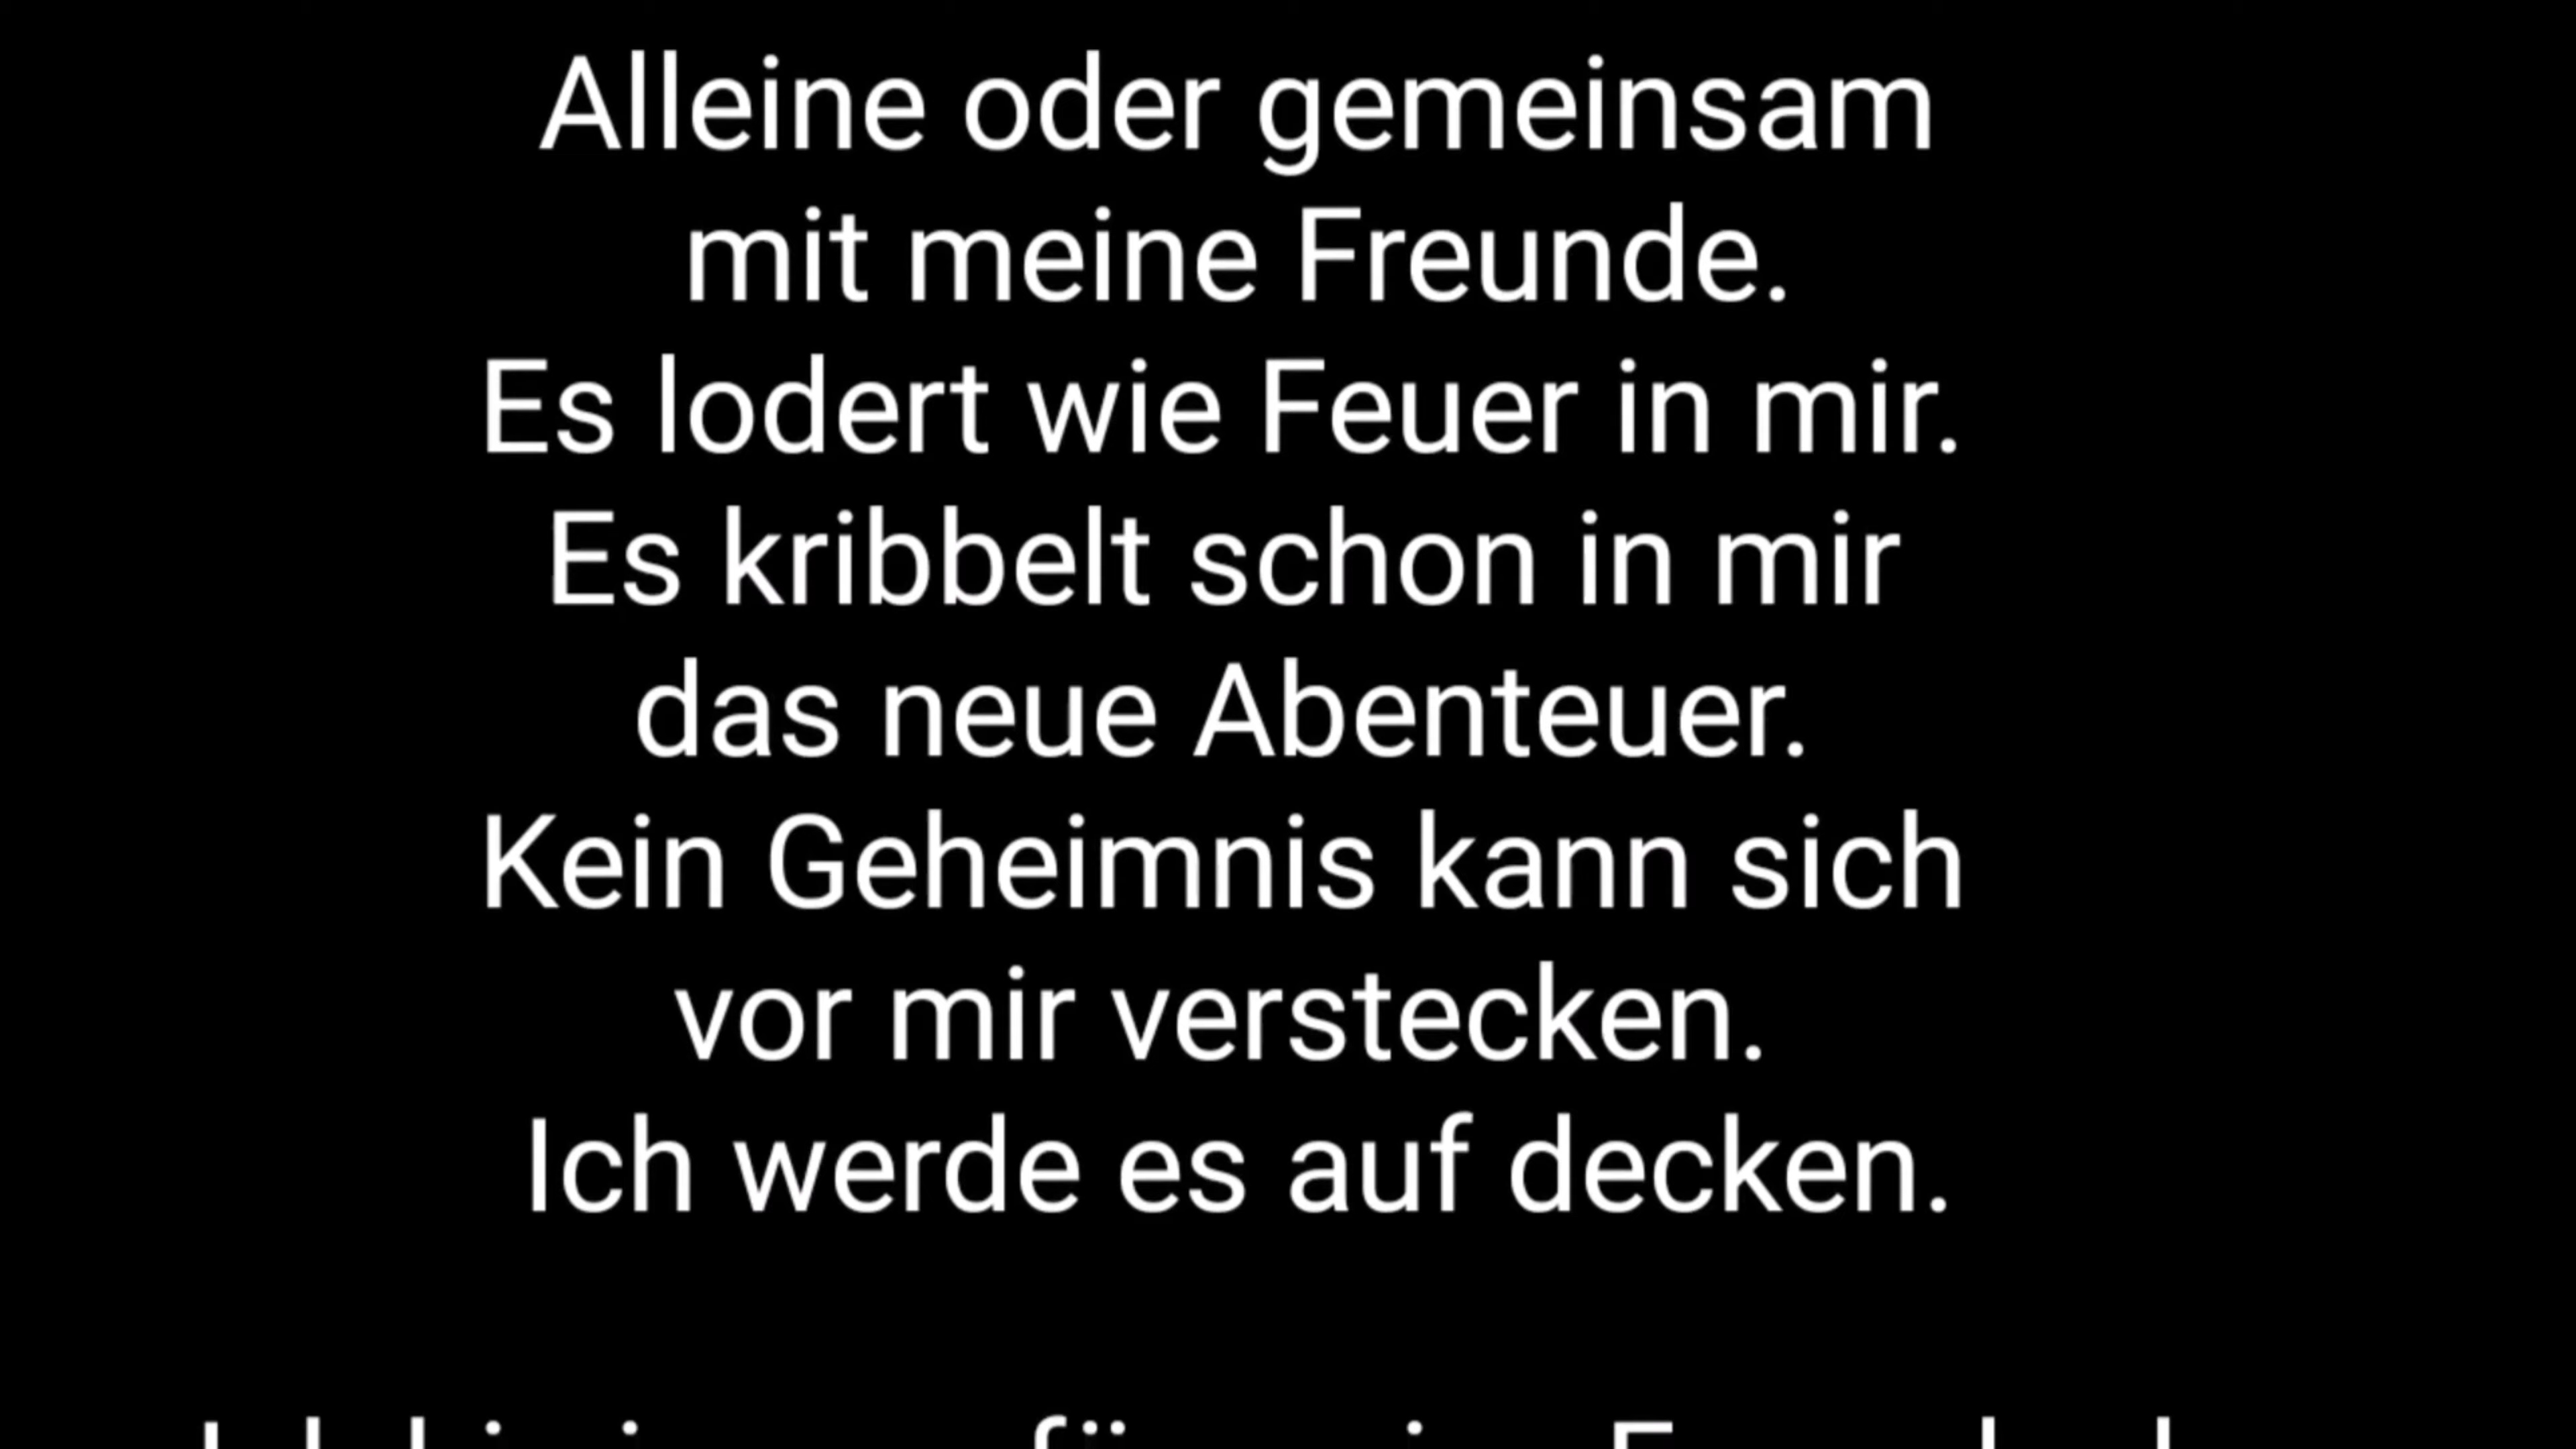 Alleine oder gemeinsam
mit meine Freunde.
Es lodert wie Feuer in mir.
Es kribbelt schon in mir
das neue Abenteuer.
Kein Geheimnis kann sich
vor mir verstecken.
Ich werde es auf decken.